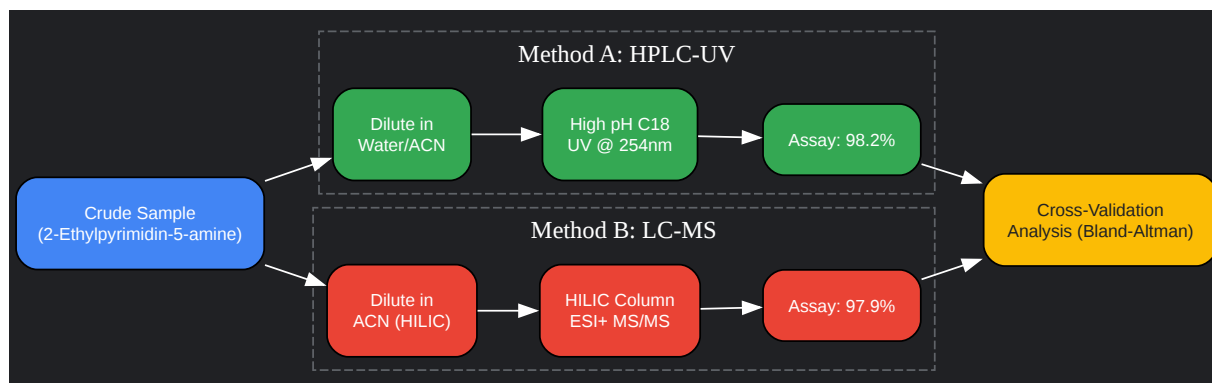 Method A: HPLC-UV
Dilute in
Water/ACN
High pH C18
UV @ 254nm
Assay: 98.2%
Crude Sample
(2-Ethylpyrimidin-5-amine)
Method B: LC-MS
Dilute in
ACN (HILIC)
HILIC Column
ESI+ MS/MS
Assay: 97.9%
Cross-Validation
Analysis (Bland-Altman)